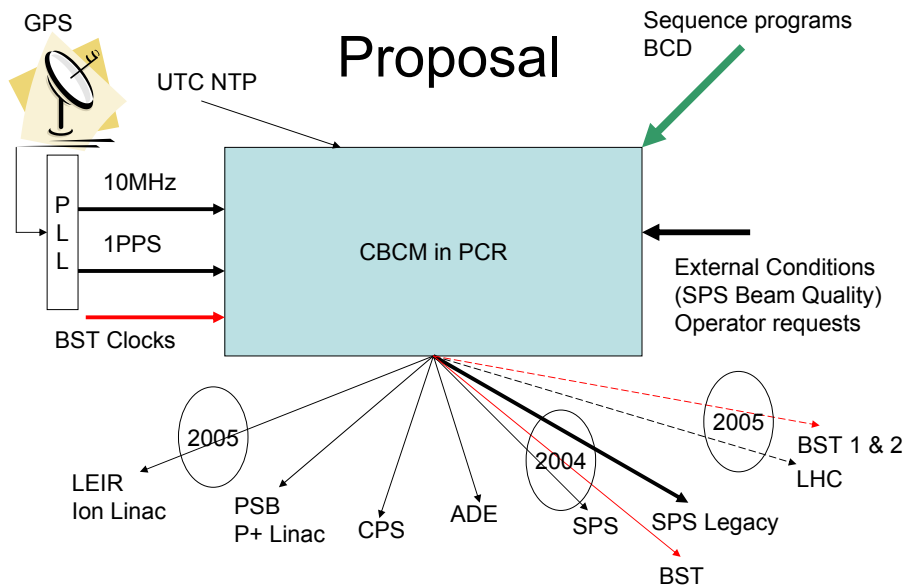 GPS
Proposal
Sequence programs
BCD
UTC NTP
P
L
L
10MHz
1PPS
BST Clocks
CBCM in PCR
External Conditions
(SPS Beam Quality)
Operator requests
2005
LEIR
Ion Linac
PSB
P+ Linac
CPS
ADE
2004
SPS
BST
SPS Legacy
2005
BST 1 & 2
LHC